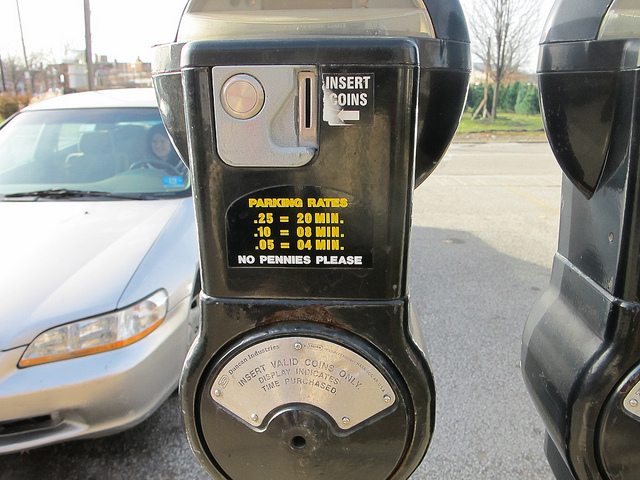 INSERT
COINS
PARKING RATES
.25 = 20 MIN.
.10 = 08 MIN.
.05 = 04 MIN.
NO PENNIES PLEASE
Duncan Industries
INSERT VALID COINS ONLY.
DISPLAY INDICATES
TIME PURCHASED